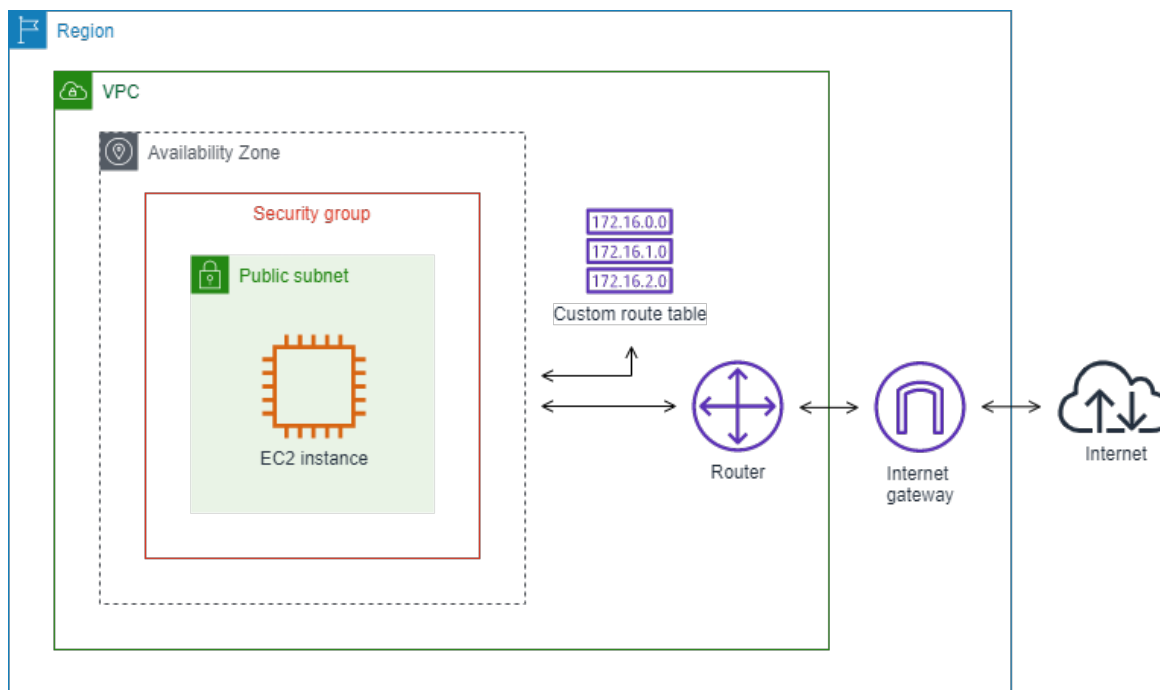 Region
VPC
Availability Zone
Security group
Public subnet
EC2 instance
172.16.0.0
172.16.1.0
172.16.2.0
Custom route table
Router
Internet
gateway
Internet